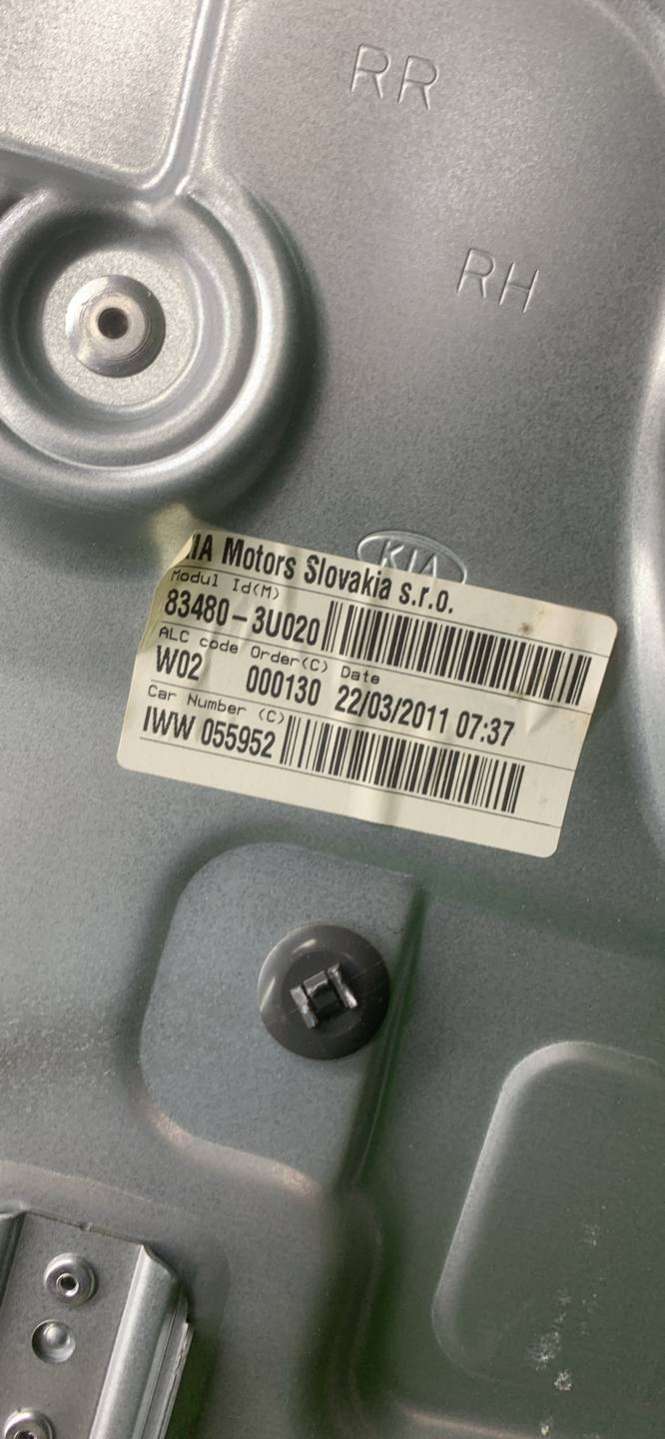 RR
RH
KIA
IA Motors Slovakia s.r.o.
Modul Id(M)
83480-3U020
ALC code Order(C) Date
W02 000130 22/03/2011 07:37
Car Number (C)
IWW 055952